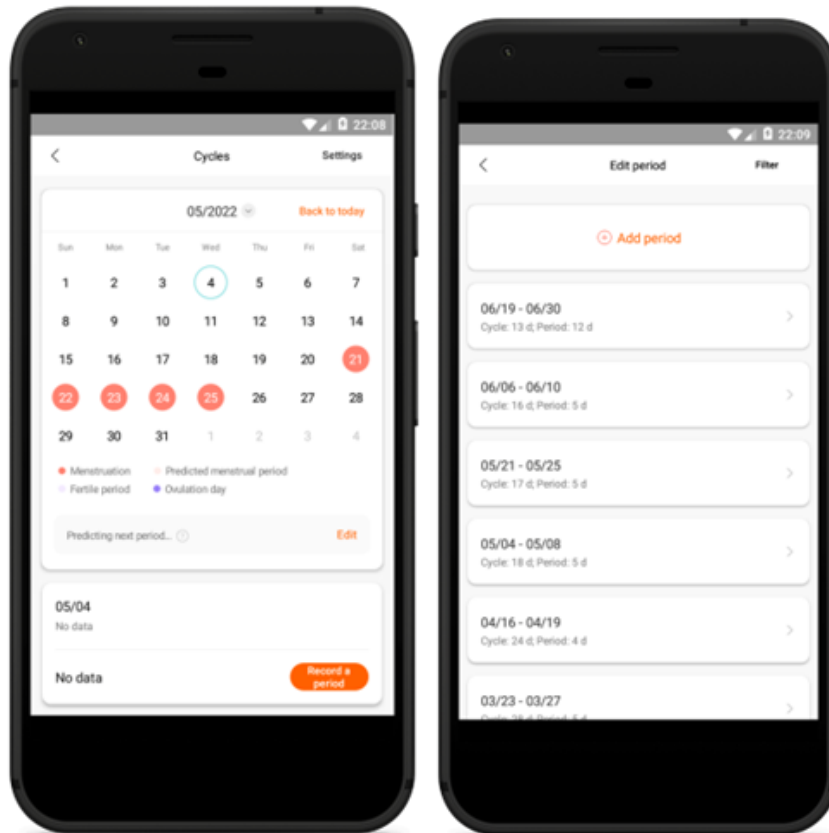 22:08
Cycles
Settings
05/2022
Back to today
Sun Mon Tue Wed Thu Fri Sat
1 2 3 4 5 6 7
8 9 10 11 12 13 14
15 16 17 18 19 20 21
22 23 24 25 26 27 28
29 30 31 1 2 3 4
Menstruation Predicted menstrual period
Fertile period Ovulation day
Predicting next period... Edit
05/04
No data
No data
Record a
period
22:09
Edit period
Filter
Add period
06/19 - 06/30
Cycle: 13 d; Period: 12 d
06/06 - 06/10
Cycle: 16 d; Period: 5 d
05/21 - 05/25
Cycle: 17 d; Period: 5 d
05/04 - 05/08
Cycle: 18 d; Period: 5 d
04/16 - 04/19
Cycle: 24 d; Period: 4 d
03/23 - 03/27
Cycle: 28 d; Period: 5 d